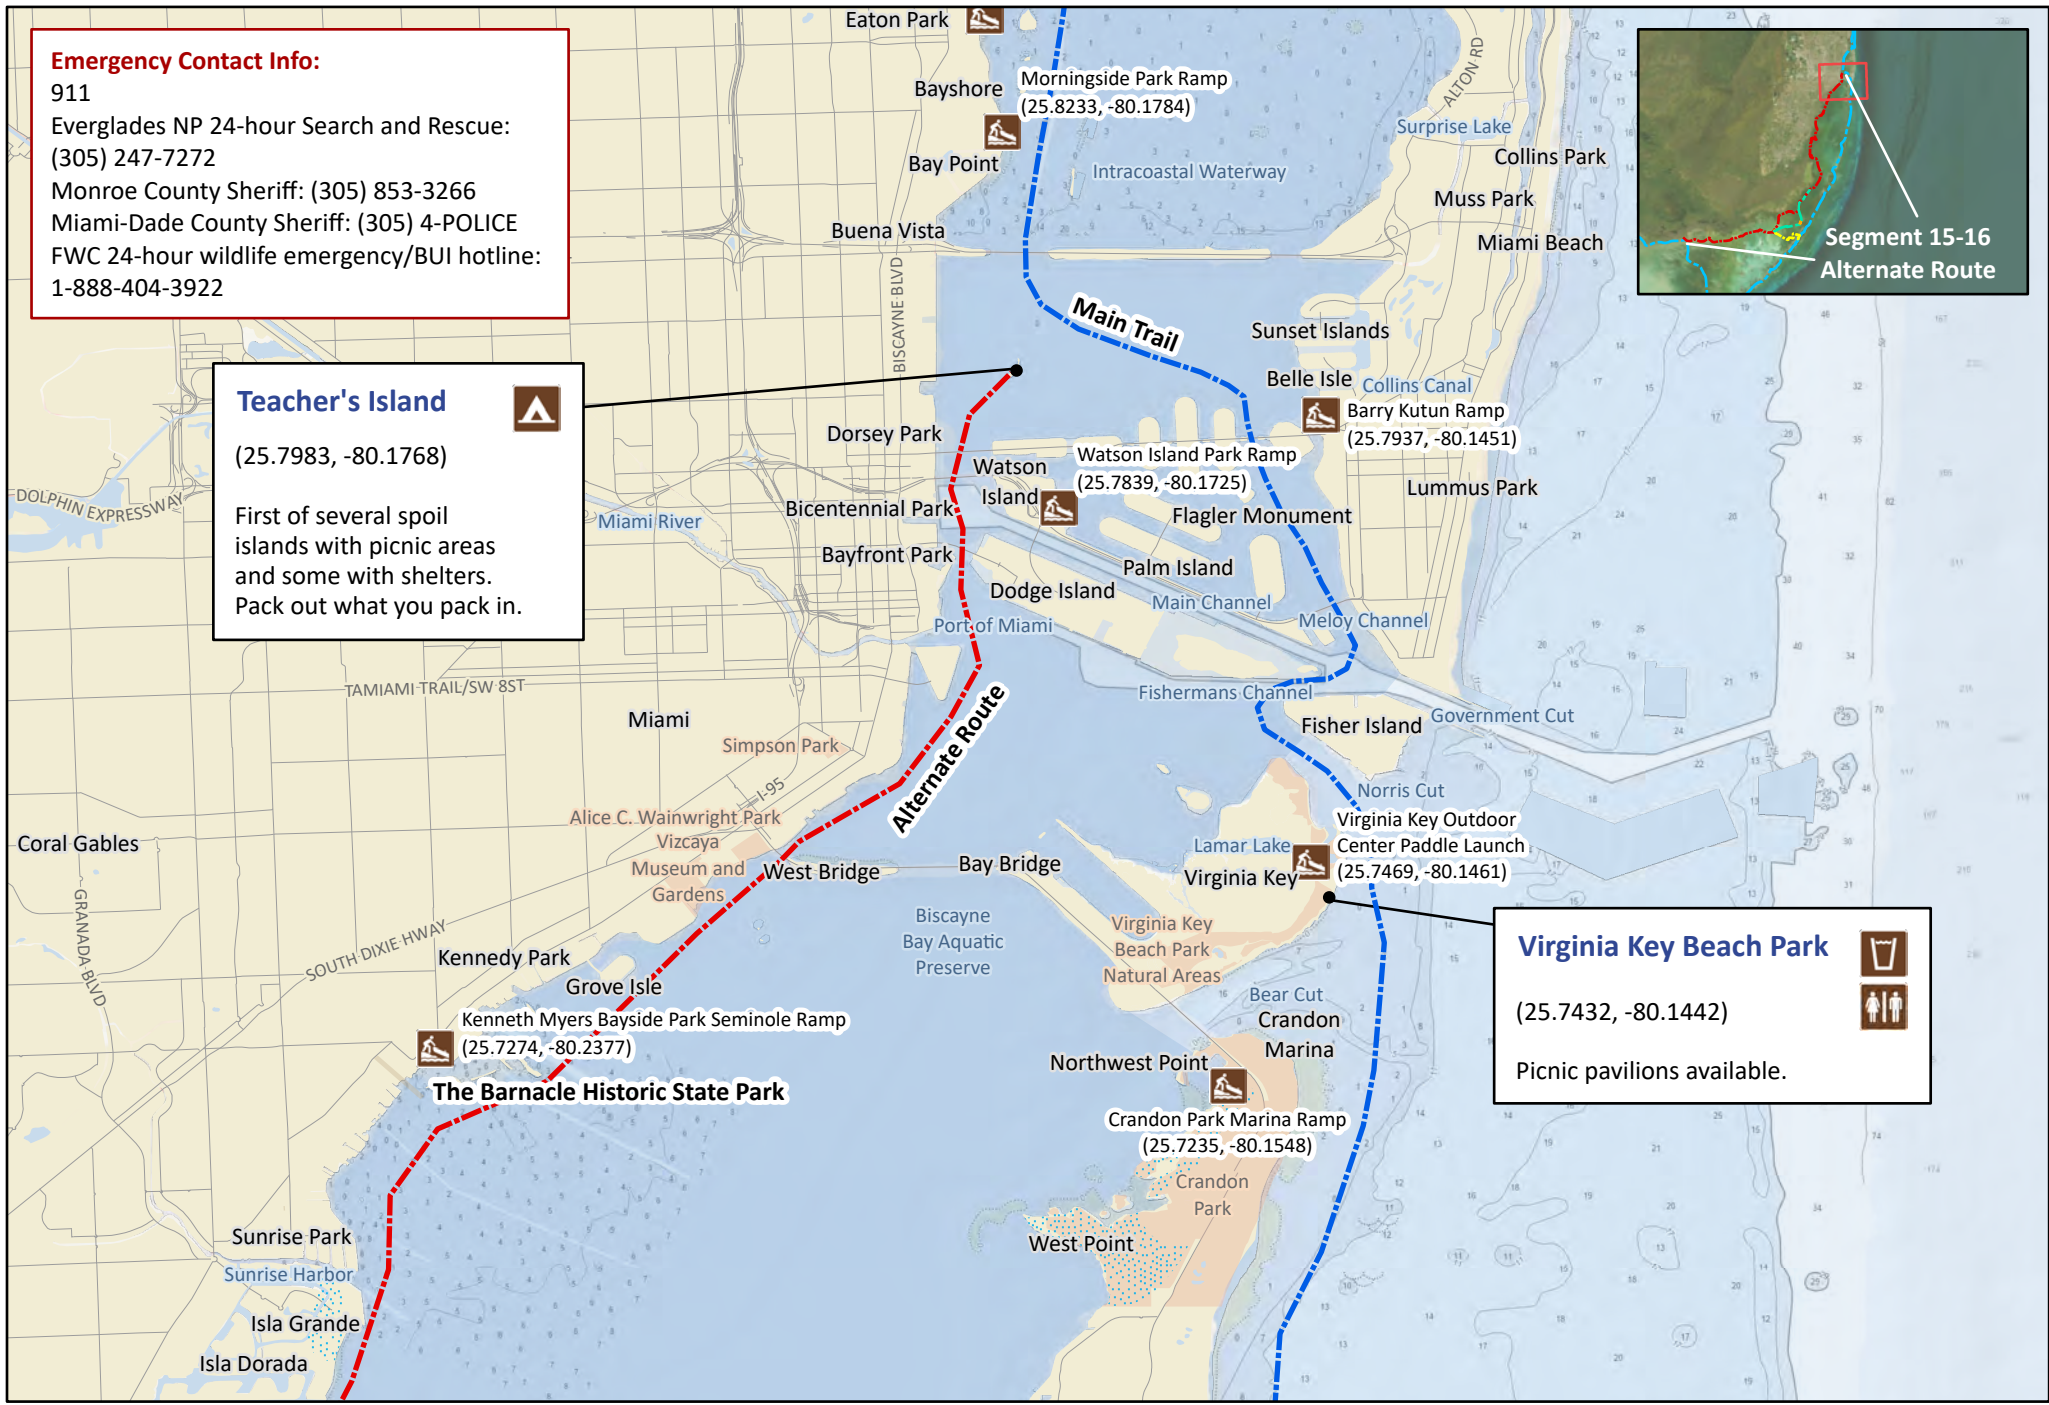 Emergency Contact Info:
911
Everglades NP 24-hour Search and Rescue:
(305) 247-7272
Monroe County Sheriff: (305) 853-3266
Miami-Dade County Sheriff: (305) 4-POLICE
FWC 24-hour wildlife emergency/BUI hotline:
1-888-404-3922
Eaton Park
Bayshore
Morningside Park Ramp
(25.8233, -80.1784)
Bay Point
Intracoastal Waterway
Buena Vista
ALTON RD
Surprise Lake
Collins Park
Muss Park
Miami Beach
Segment 15-16
Alternate Route
BISCAYNE BLVD
Main Trail
Sunset Islands
Belle Isle
Collins Canal
Barry Kutun Ramp
(25.7937, -80.1451)
Teacher's Island
(25.7983, -80.1768)
First of several spoil
islands with picnic areas
and some with shelters.
Pack out what you pack in.
Dorsey Park
Watson
Island
Watson Island Park Ramp
(25.7839, -80.1725)
Lummus Park
Flagler Monument
DOLPHIN EXPRESSWAY
Miami River
Bicentennial Park
Bayfront Park
Palm Island
Dodge Island
Main Channel
Meloy Channel
Port of Miami
TAMIAMI TRAIL/SW 8ST
Fishermans Channel
Fisher Island
Government Cut
Miami
Simpson Park
Alternate Route
I-95
Norris Cut
Alice C. Wainwright Park
Vizcaya
Museum and
Gardens
Coral Gables
West Bridge
Bay Bridge
Lamar Lake
Virginia Key
Virginia Key Outdoor
Center Paddle Launch
(25.7469, -80.1461)
GRANADA BLVD
SOUTH DIXIE HWAY
Biscayne
Bay Aquatic
Preserve
Virginia Key
Beach Park
Natural Areas
Virginia Key Beach Park
(25.7432, -80.1442)
Picnic pavilions available.
Kennedy Park
Grove Isle
Bear Cut
Crandon
Marina
Kenneth Myers Bayside Park Seminole Ramp
(25.7274, -80.2377)
The Barnacle Historic State Park
Northwest Point
Crandon Park Marina Ramp
(25.7235, -80.1548)
Crandon
Park
West Point
Sunrise Park
Sunrise Harbor
Isla Grande
Isla Dorada